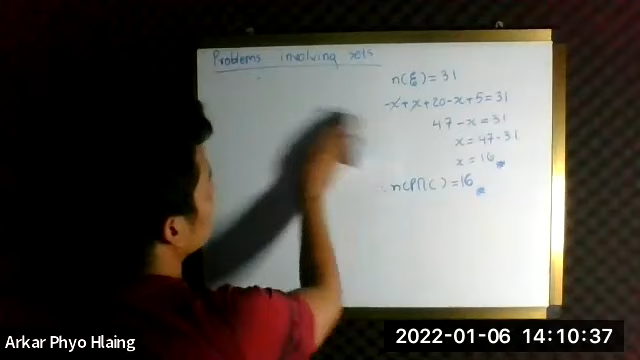 Problems involving sets
n(ξ) = 31
-x + x + 20 - x + 5 = 31
47 - x = 31
x = 47 - 31
x = 16
∴ n(P∩C) = 16
Arkar Phyo Hlaing
2022-01-06 14:10:37